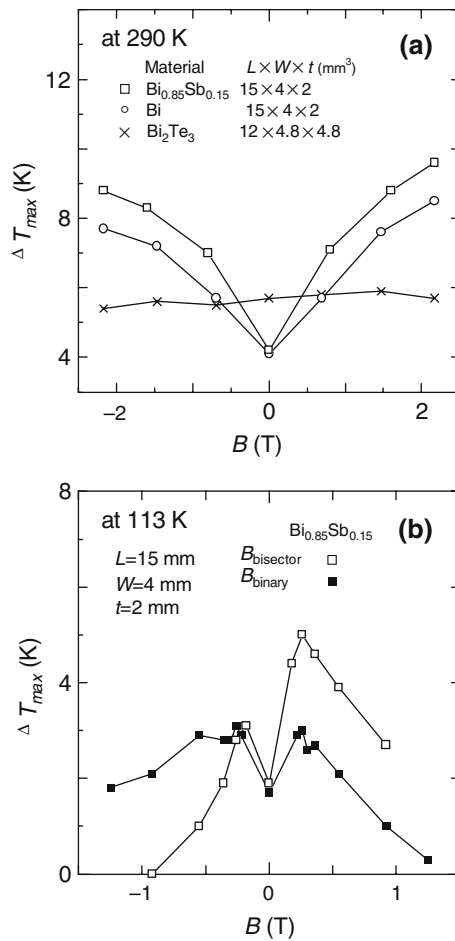 at 290 K (a)
Material L × W × t (mm³)
□ Bi₀.₈₅Sb₀.₁₅ 15 × 4 × 2
○ Bi 15 × 4 × 2
× Bi₂Te₃ 12 × 4.8 × 4.8
12
8
4
Δ Tmax (K)
−2 0 2
B (T)
at 113 K (b)
Bi₀.₈₅Sb₀.₁₅
L=15 mm Bbisector □
W=4 mm Bbinary ■
t=2 mm
8
4
0
Δ Tmax (K)
−1 0 1
B (T)